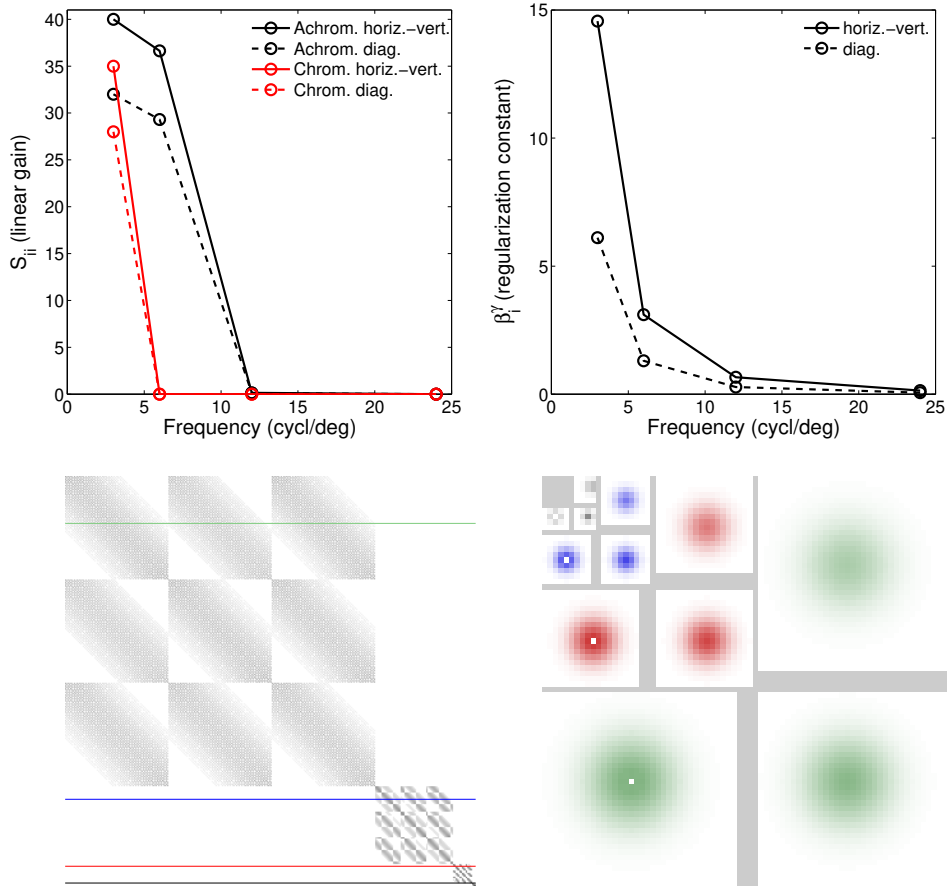 40
35
30
25
20
15
10
5
0
S_ii (linear gain)
0 5 10 15 20 25
Frequency (cycl/deg)
Achrom. horiz.−vert.
Achrom. diag.
Chrom. horiz.−vert.
Chrom. diag.
15
10
5
0
β_i^γ (regularization constant)
0 5 10 15 20 25
Frequency (cycl/deg)
horiz.−vert.
diag.